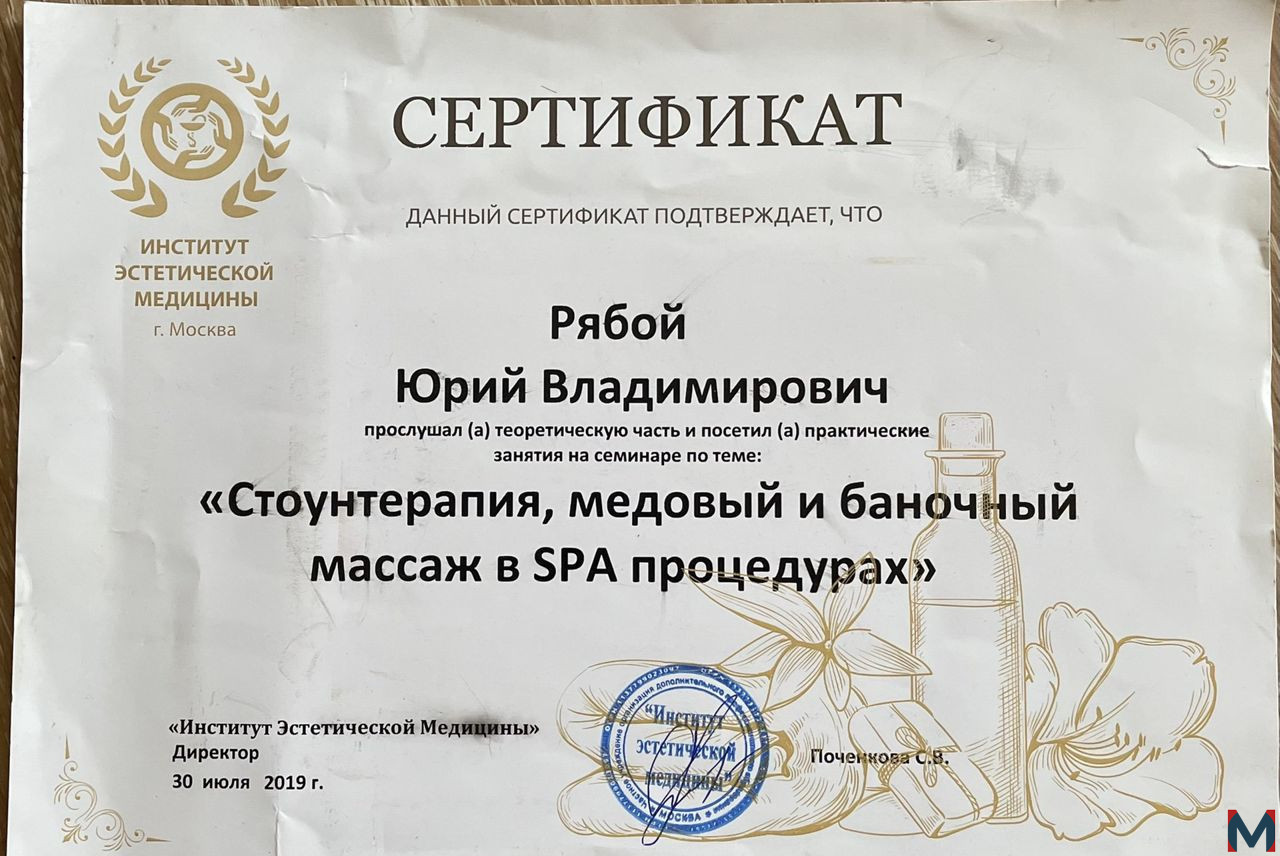 СЕРТИФИКАТ
ДАННЫЙ СЕРТИФИКАТ ПОДТВЕРЖДАЕТ, ЧТО
ИНСТИТУТ
ЭСТЕТИЧЕСКОЙ
МЕДИЦИНЫ
г. Москва
Рябой
Юрий Владимирович
прослушал (а) теоретическую часть и посетил (а) практические
занятия на семинаре по теме:
«Стоунтерапия, медовый и баночный
массаж в SPA процедурах»
«Институт Эстетической Медицины»
Директор
30 июля 2019 г.
"Институт
эстетической
медицины"
МОСКВА
Поченкова С.В.
M